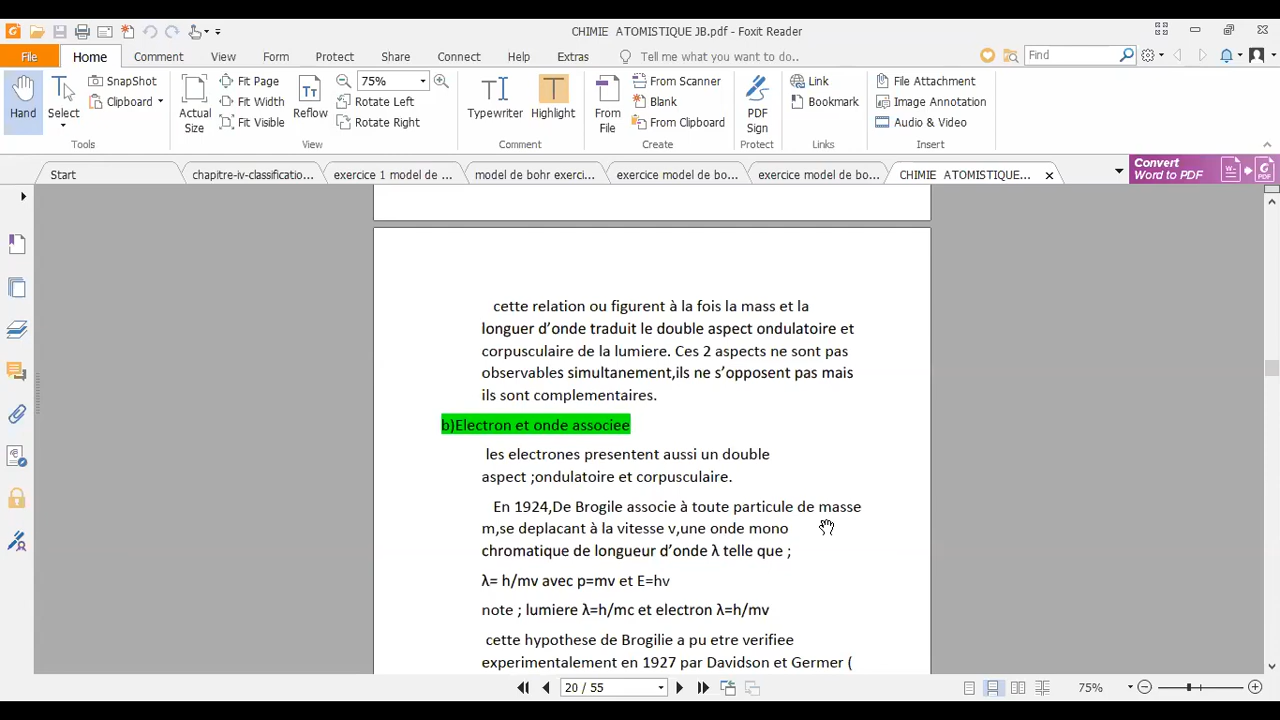 CHIMIE ATOMISTIQUE JB.pdf - Foxit Reader
File Home Comment View Form Protect Share Connect Help Extras Tell me what you want to do... Find
Hand
Select
SnapShot
Clipboard
Tools
Actual Size
Fit Page
Fit Width
Fit Visible
Reflow
75%
Rotate Left
Rotate Right
View
Typewriter
Highlight
Comment
From File
From Scanner
Blank
From Clipboard
Create
PDF Sign
Protect
Link
Bookmark
Links
File Attachment
Image Annotation
Audio & Video
Insert
Start chapitre-iv-classificatio... exercice 1 model de ... model de bohr exerci... exercice model de bo... exercice model de bo... CHIMIE ATOMISTIQUE...
Convert
Word to PDF
cette relation ou figurent à la fois la mass et la
longuer d’onde traduit le double aspect ondulatoire et
corpusculaire de la lumiere. Ces 2 aspects ne sont pas
observables simultanement,ils ne s’opposent pas mais
ils sont complementaires.
b)Electron et onde associee
les electrones presentent aussi un double
aspect ;ondulatoire et corpusculaire.
En 1924,De Brogile associe à toute particule de masse
m,se deplacant à la vitesse v,une onde mono
chromatique de longueur d’onde λ telle que ;
λ= h/mv avec p=mv et E=hv
note ; lumiere λ=h/mc et electron λ=h/mv
cette hypothese de Brogilie a pu etre verifiee
experimentalement en 1927 par Davidson et Germer (
20 / 55
75%